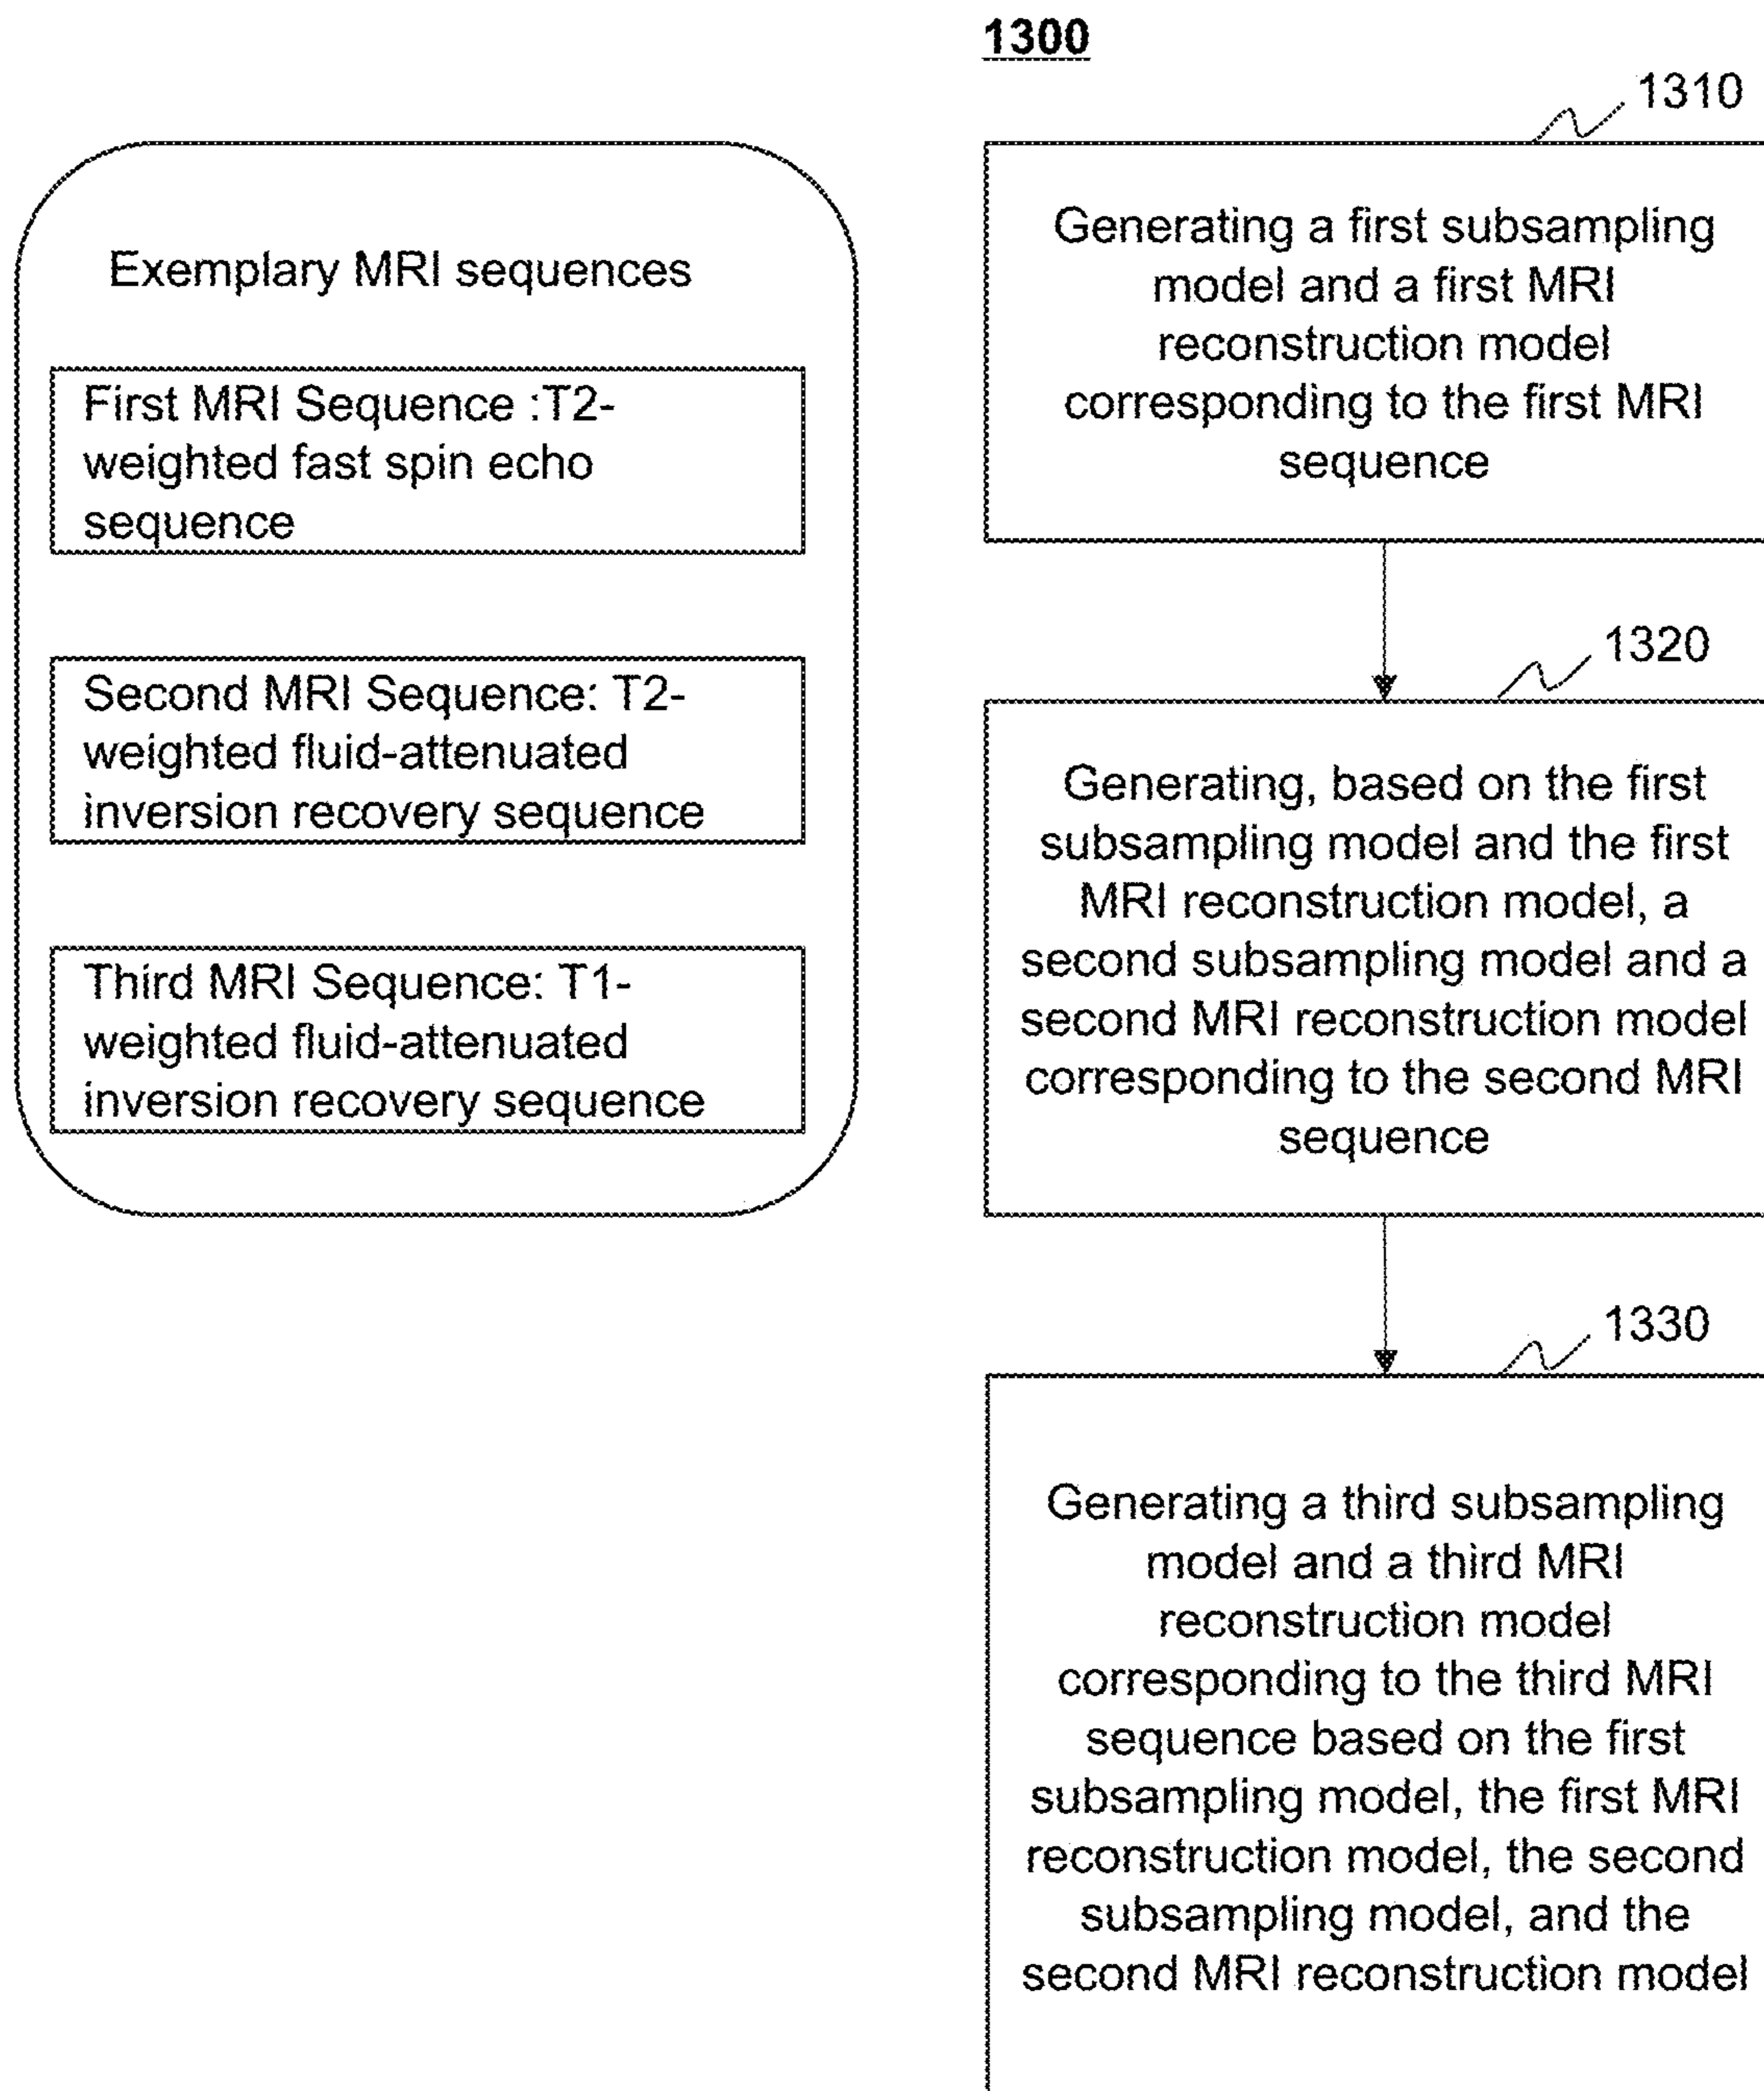 1300
Exemplary MRI sequences
First MRI Sequence :T2-
weighted fast spin echo
sequence
Second MRI Sequence: T2-
weighted fluid-attenuated
inversion recovery sequence
Third MRI Sequence: T1-
weighted fluid-attenuated
inversion recovery sequence
1310
Generating a first subsampling
model and a first MRI
reconstruction model
corresponding to the first MRI
sequence
1320
Generating, based on the first
subsampling model and the first
MRI reconstruction model, a
second subsampling model and a
second MRI reconstruction model
corresponding to the second MRI
sequence
1330
Generating a third subsampling
model and a third MRI
reconstruction model
corresponding to the third MRI
sequence based on the first
subsampling model, the first MRI
reconstruction model, the second
subsampling model, and the
second MRI reconstruction model